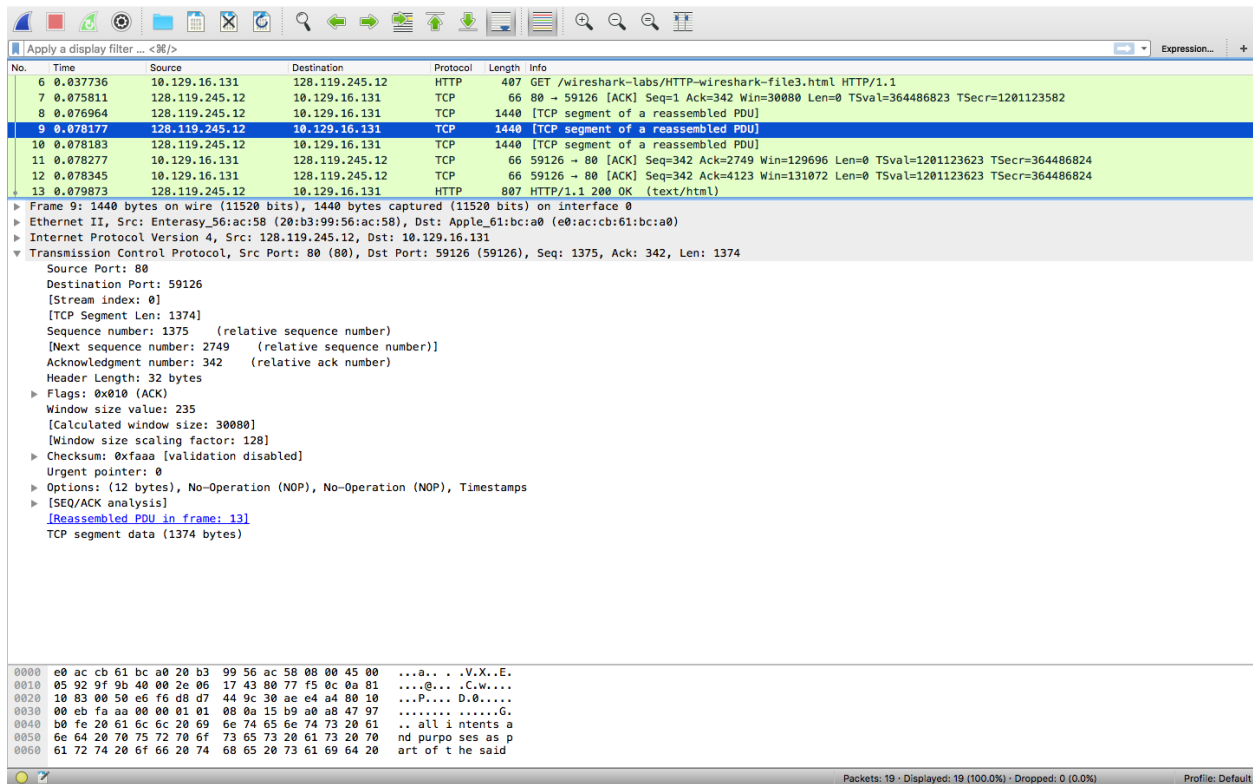 Apply a display filter ... <⌘/>
Expression... +
No. Time Source Destination Protocol Length Info
6 0.037736 10.129.16.131 128.119.245.12 HTTP 407 GET /wireshark-labs/HTTP-wireshark-file3.html HTTP/1.1
7 0.075811 128.119.245.12 10.129.16.131 TCP 66 80 → 59126 [ACK] Seq=1 Ack=342 Win=30080 Len=0 TSval=364486823 TSecr=1201123582
8 0.076964 128.119.245.12 10.129.16.131 TCP 1440 [TCP segment of a reassembled PDU]
9 0.078177 128.119.245.12 10.129.16.131 TCP 1440 [TCP segment of a reassembled PDU]
10 0.078183 128.119.245.12 10.129.16.131 TCP 1440 [TCP segment of a reassembled PDU]
11 0.078277 10.129.16.131 128.119.245.12 TCP 66 59126 → 80 [ACK] Seq=342 Ack=2749 Win=129696 Len=0 TSval=1201123623 TSecr=364486824
12 0.078345 10.129.16.131 128.119.245.12 TCP 66 59126 → 80 [ACK] Seq=342 Ack=4123 Win=131072 Len=0 TSval=1201123623 TSecr=364486824
13 0.079873 128.119.245.12 10.129.16.131 HTTP 807 HTTP/1.1 200 OK (text/html)
Frame 9: 1440 bytes on wire (11520 bits), 1440 bytes captured (11520 bits) on interface 0
Ethernet II, Src: Enterasy_56:ac:58 (20:b3:99:56:ac:58), Dst: Apple_61:bc:a0 (e0:ac:cb:61:bc:a0)
Internet Protocol Version 4, Src: 128.119.245.12, Dst: 10.129.16.131
Transmission Control Protocol, Src Port: 80 (80), Dst Port: 59126 (59126), Seq: 1375, Ack: 342, Len: 1374
Source Port: 80
Destination Port: 59126
[Stream index: 0]
[TCP Segment Len: 1374]
Sequence number: 1375 (relative sequence number)
[Next sequence number: 2749 (relative sequence number)]
Acknowledgment number: 342 (relative ack number)
Header Length: 32 bytes
Flags: 0x010 (ACK)
Window size value: 235
[Calculated window size: 30080]
[Window size scaling factor: 128]
Checksum: 0xfaaa [validation disabled]
Urgent pointer: 0
Options: (12 bytes), No-Operation (NOP), No-Operation (NOP), Timestamps
[SEQ/ACK analysis]
[Reassembled PDU in frame: 13]
TCP segment data (1374 bytes)
0000 e0 ac cb 61 bc a0 20 b3 99 56 ac 58 08 00 45 00 ...a.. . .V.X..E.
0010 05 92 9f 9b 40 00 2e 06 17 43 80 77 f5 0c 0a 81 ....@... .C.w....
0020 10 83 00 50 e6 f6 d8 d7 44 9c 30 ae e4 a4 80 10 ...P.... D.0.....
0030 00 eb fa aa 00 00 01 01 08 0a 15 b9 a0 a8 47 97 ........ ......G.
0040 b0 fe 20 61 6c 6c 20 69 6e 74 65 6e 74 73 20 61 .. all i ntents a
0050 6e 64 20 70 75 72 70 6f 73 65 73 20 61 73 20 70 nd purpo ses as p
0060 61 72 74 20 6f 66 20 74 68 65 20 73 61 69 64 20 art of t he said
Packets: 19 · Displayed: 19 (100.0%) · Dropped: 0 (0.0%) Profile: Default